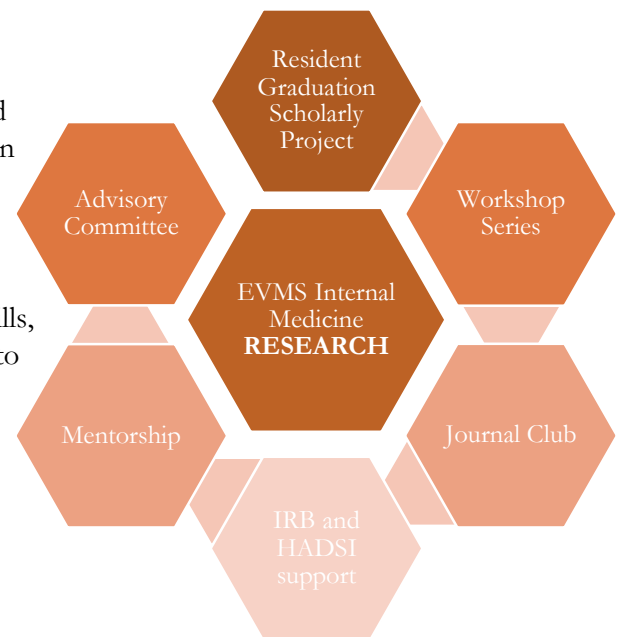 Resident
Graduation
Scholarly
Project
Advisory
Committee
Workshop
Series
EVMS Internal
Medicine
RESEARCH
to
Mentorship
Journal Club
IRB and
HADSI
support